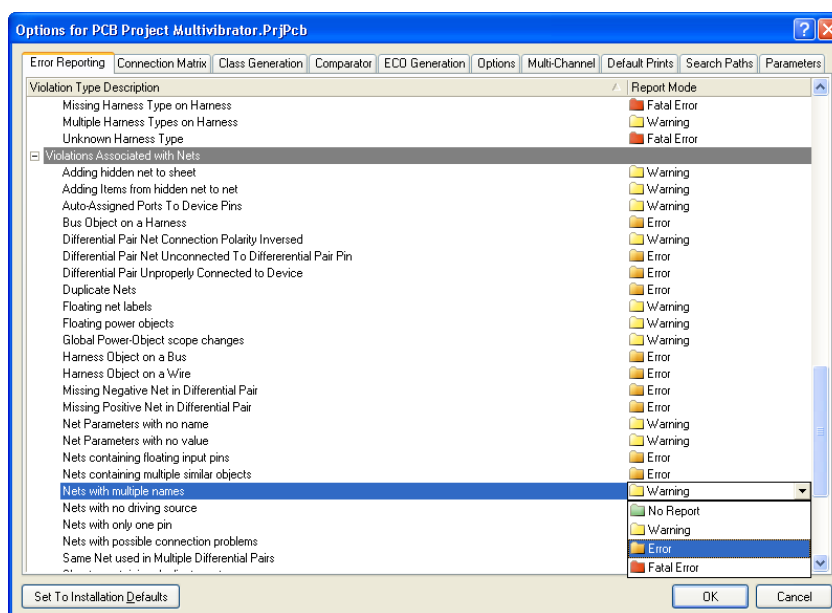 Options for PCB Project Multivibrator.PrjPcb
Error Reporting Connection Matrix Class Generation Comparator ECO Generation Options Multi-Channel Default Prints Search Paths Parameters
Violation Type Description Report Mode
Missing Harness Type on Harness Fatal Error
Multiple Harness Types on Harness Warning
Unknown Harness Type Fatal Error
Violations Associated with Nets
Adding hidden net to sheet Warning
Adding Items from hidden net to net Warning
Auto-Assigned Ports To Device Pins Warning
Bus Object on a Harness Error
Differential Pair Net Connection Polarity Inversed Warning
Differential Pair Net Unconnected To Differerential Pair Pin Error
Differential Pair Unproperly Connected to Device Error
Duplicate Nets Error
Floating net labels Warning
Floating power objects Warning
Global Power-Object scope changes Warning
Harness Object on a Bus Error
Harness Object on a Wire Error
Missing Negative Net in Differential Pair Error
Missing Positive Net in Differential Pair Error
Net Parameters with no name Warning
Net Parameters with no value Warning
Nets containing floating input pins Error
Nets containing multiple similar objects Error
Nets with multiple names Warning
Nets with no driving source No Report
Nets with only one pin Warning
Nets with possible connection problems Error
Same Net used in Multiple Differential Pairs Fatal Error
Set To Installation Defaults OK Cancel